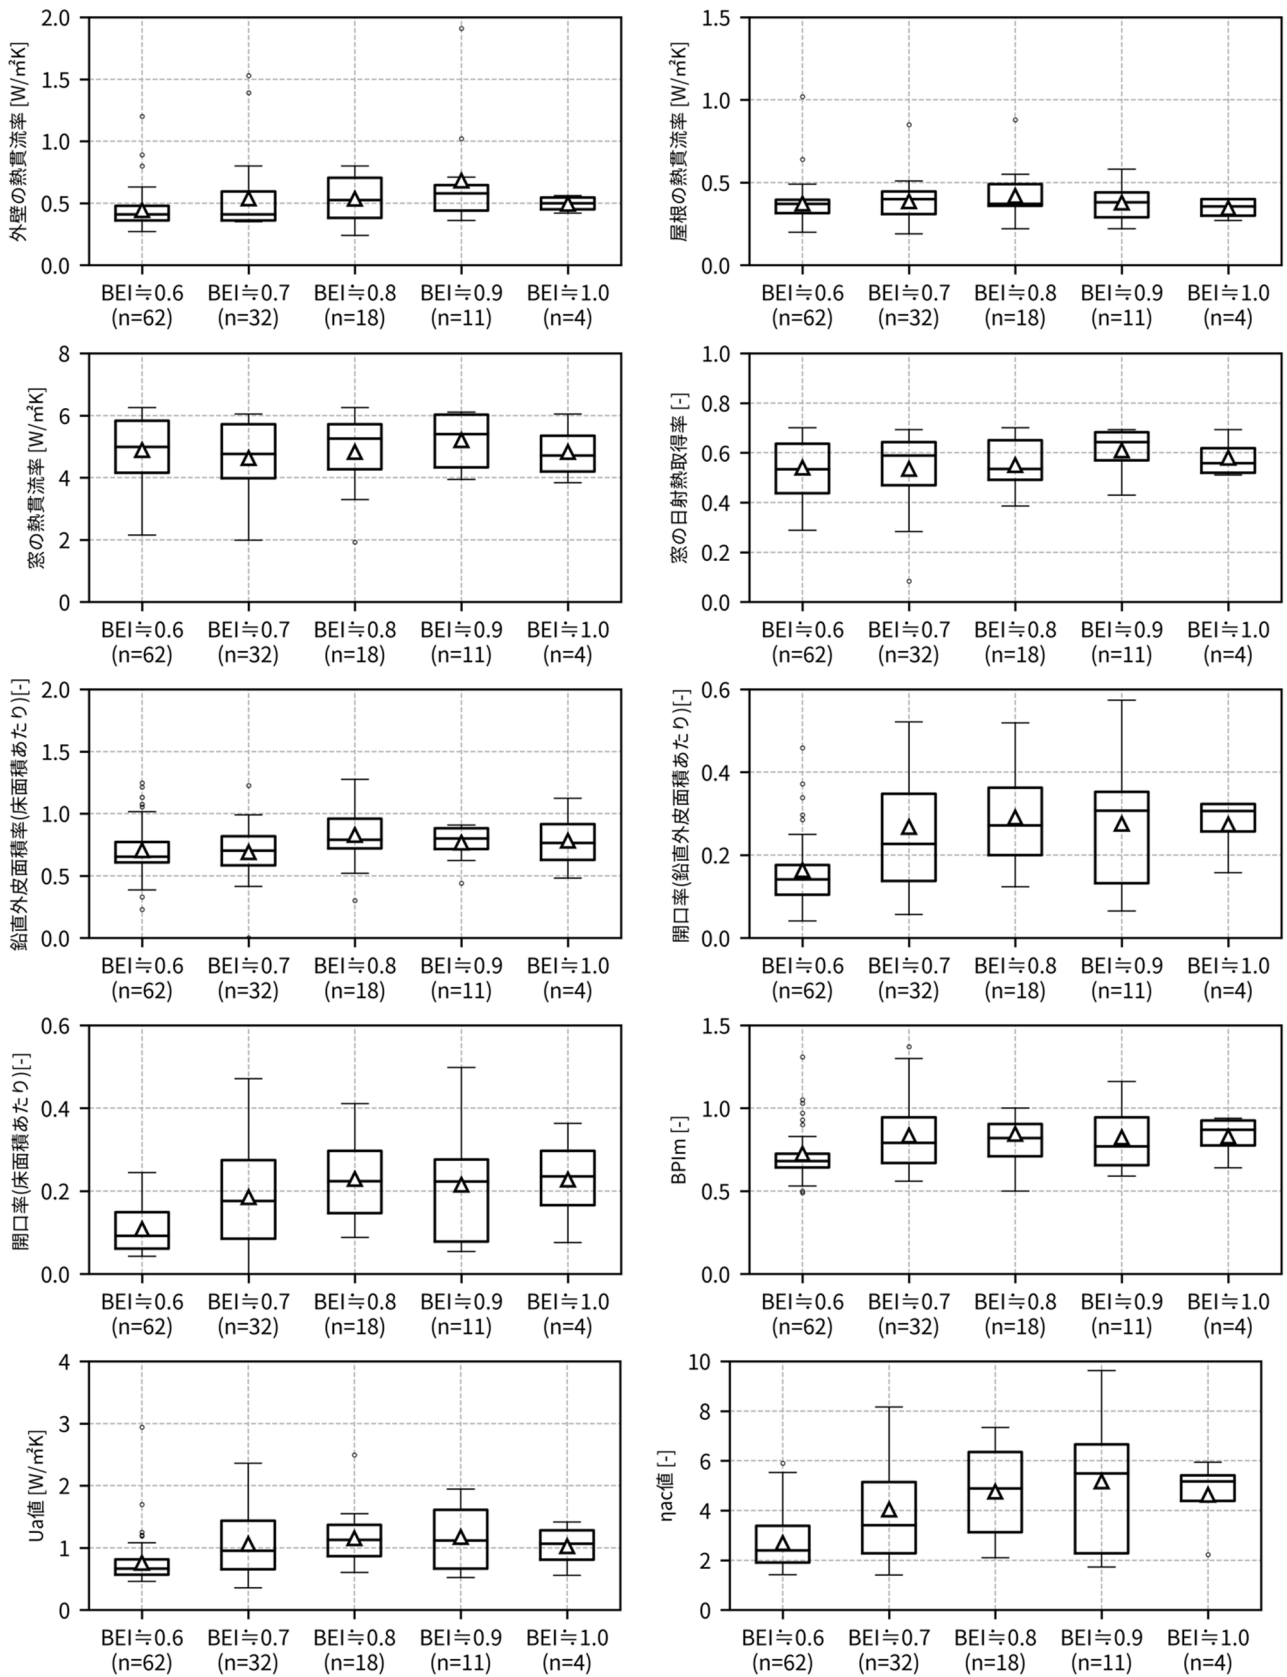 外壁の熱貫流率 [W/㎡K]
2.0
1.5
1.0
0.5
0.0
BEI≒0.6 BEI≒0.7 BEI≒0.8 BEI≒0.9 BEI≒1.0
(n=62) (n=32) (n=18) (n=11) (n=4)
屋根の熱貫流率 [W/㎡K]
1.5
1.0
0.5
0.0
BEI≒0.6 BEI≒0.7 BEI≒0.8 BEI≒0.9 BEI≒1.0
(n=62) (n=32) (n=18) (n=11) (n=4)
窓の熱貫流率 [W/㎡K]
8
6
4
2
0
BEI≒0.6 BEI≒0.7 BEI≒0.8 BEI≒0.9 BEI≒1.0
(n=62) (n=32) (n=18) (n=11) (n=4)
窓の日射熱取得率 [-]
1.0
0.8
0.6
0.4
0.2
0.0
BEI≒0.6 BEI≒0.7 BEI≒0.8 BEI≒0.9 BEI≒1.0
(n=62) (n=32) (n=18) (n=11) (n=4)
鉛直外皮面積率(床面積あたり)[-]
2.0
1.5
1.0
0.5
0.0
BEI≒0.6 BEI≒0.7 BEI≒0.8 BEI≒0.9 BEI≒1.0
(n=62) (n=32) (n=18) (n=11) (n=4)
開口率(鉛直外皮面積あたり)[-]
0.6
0.4
0.2
0.0
BEI≒0.6 BEI≒0.7 BEI≒0.8 BEI≒0.9 BEI≒1.0
(n=62) (n=32) (n=18) (n=11) (n=4)
開口率(床面積あたり)[-]
0.6
0.4
0.2
0.0
BEI≒0.6 BEI≒0.7 BEI≒0.8 BEI≒0.9 BEI≒1.0
(n=62) (n=32) (n=18) (n=11) (n=4)
BPIm [-]
1.5
1.0
0.5
0.0
BEI≒0.6 BEI≒0.7 BEI≒0.8 BEI≒0.9 BEI≒1.0
(n=62) (n=32) (n=18) (n=11) (n=4)
Ua値 [W/㎡K]
4
3
2
1
0
BEI≒0.6 BEI≒0.7 BEI≒0.8 BEI≒0.9 BEI≒1.0
(n=62) (n=32) (n=18) (n=11) (n=4)
ηac値 [-]
10
8
6
4
2
0
BEI≒0.6 BEI≒0.7 BEI≒0.8 BEI≒0.9 BEI≒1.0
(n=62) (n=32) (n=18) (n=11) (n=4)